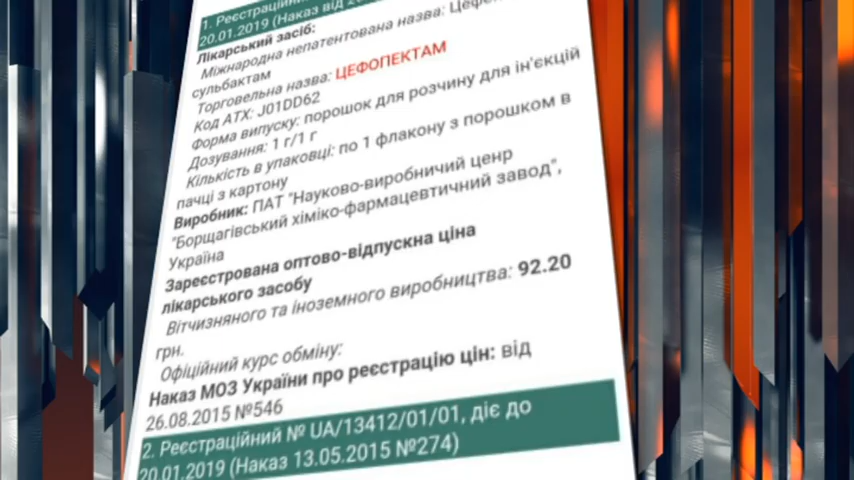 1. Реєстраційний
20.01.2019 (Наказ від
Лікарський засіб:
Міжнародна непатентована назва:
сульбактам
Торговельна назва: ЦЕФОПЕКТАМ
Код АТХ: J01DD62
Форма випуску: порошок для розчину для ін'єкцій
Дозування: 1 г/1 г
Кількість в упаковці: по 1 флакону з порошком в
пачці з картону
Виробник: ПАТ "Науково-виробничий ценр
"Борщагівський хіміко-фармацевтичний завод",
Україна
Зареєстрована оптово-відпускна ціна
лікарського засобу
Вітчизняного та іноземного виробництва: 92.20
грн.
Офіційний курс обміну:
Наказ МОЗ України про реєстрацію цін: від
26.08.2015 №546
2. Реєстраційний № UA/13412/01/01, діє до
20.01.2019 (Наказ 13.05.2015 №274)